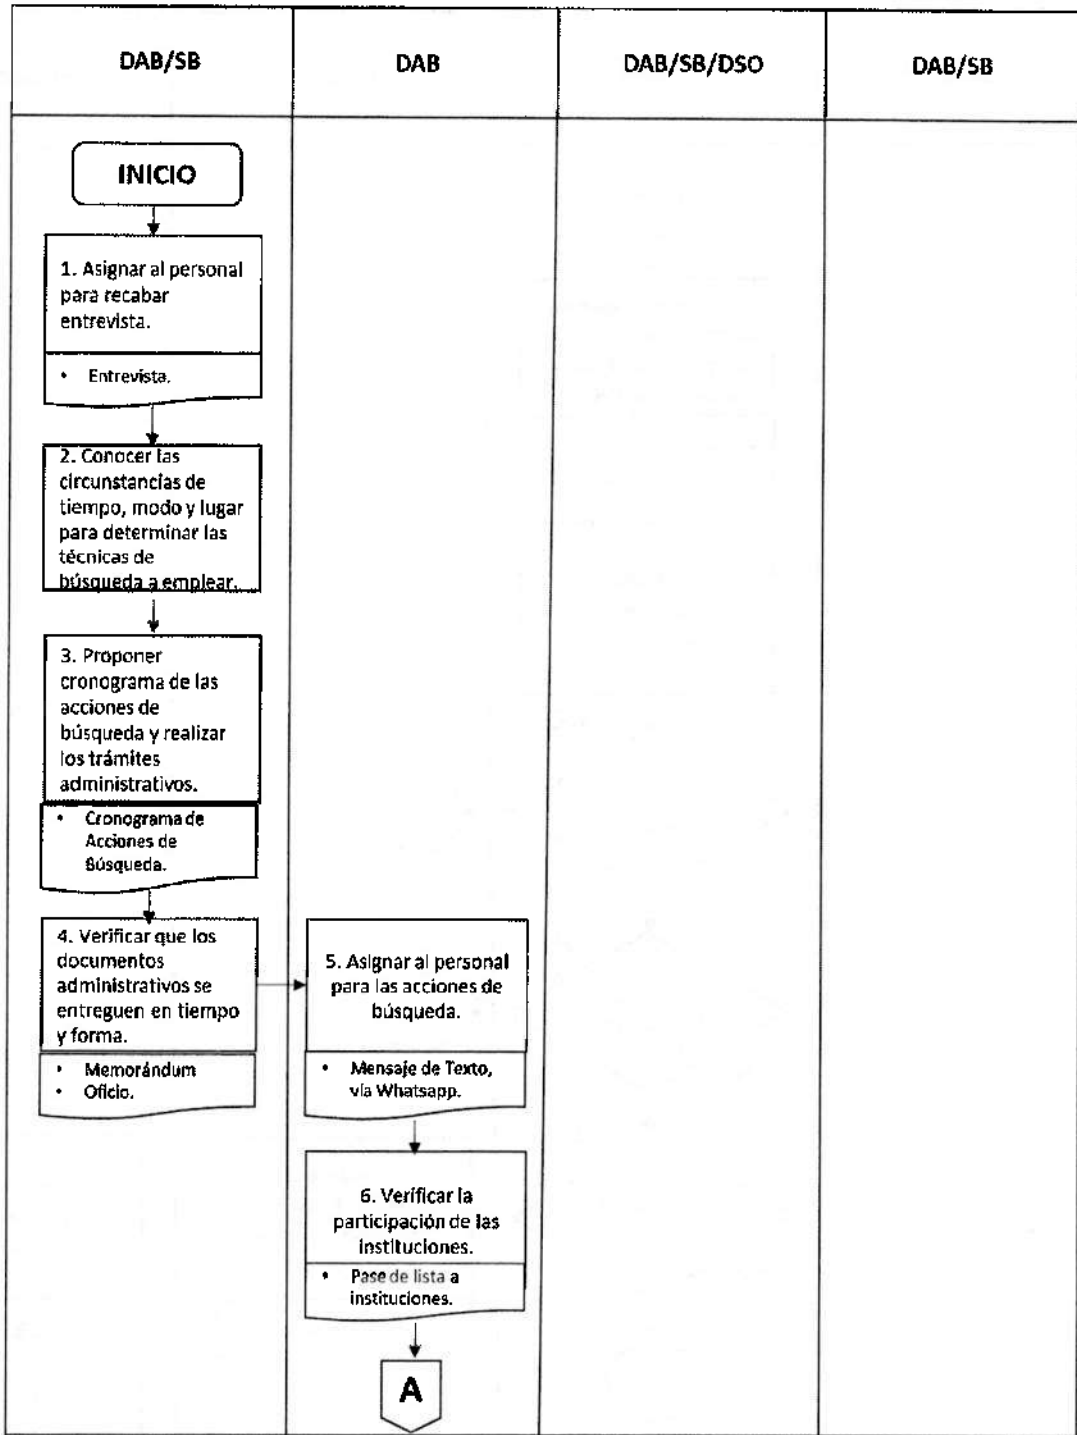 DAB/SB
DAB
DAB/SB/DSO
DAB/SB
INICIO
1. Asignar al personal
para recabar
entrevista.
• Entrevista.
2. Conocer las
circunstancias de
tiempo, modo y lugar
para determinar las
técnicas de
búsqueda a emplear.
3. Proponer
cronograma de las
acciones de
búsqueda y realizar
los trámites
administrativos.
• Cronograma de
Acciones de
Búsqueda.
4. Verificar que los
documentos
administrativos se
entreguen en tiempo
y forma.
• Memorándum
• Oficio.
5. Asignar al personal
para las acciones de
búsqueda.
• Mensaje de Texto,
vía Whatsapp.
6. Verificar la
participación de las
instituciones.
• Pase de lista a
instituciones.
A